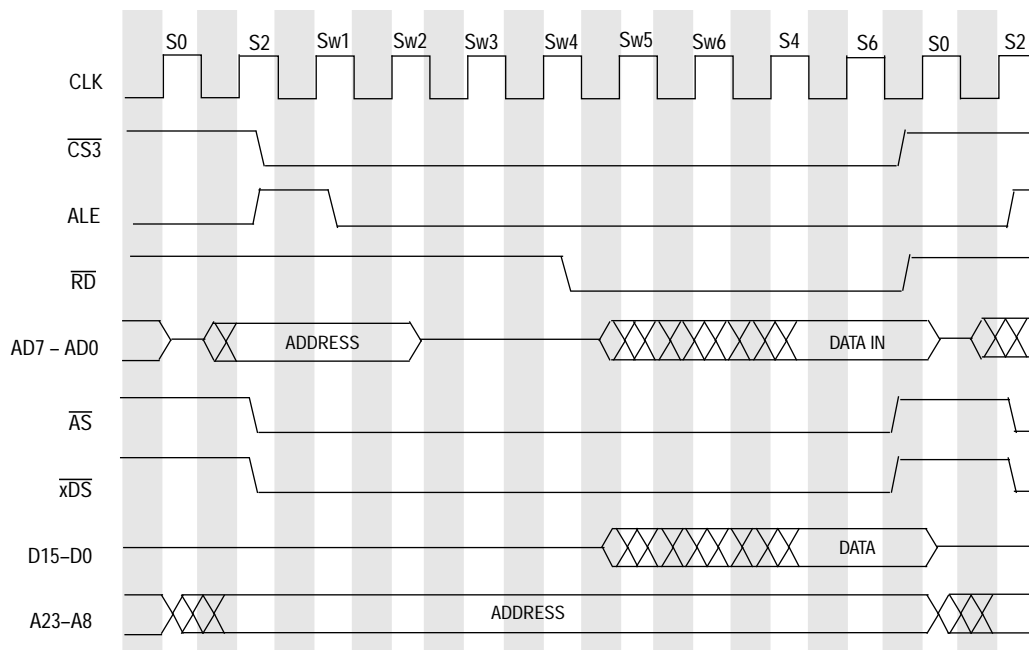 S0 S2 Sw1 Sw2 Sw3 Sw4 Sw5 Sw6 S4 S6 S0 S2
CLK
CS3
ALE
RD
AD7 – AD0 ADDRESS DATA IN
AS
xDS
D15–D0 DATA
A23–A8 ADDRESS